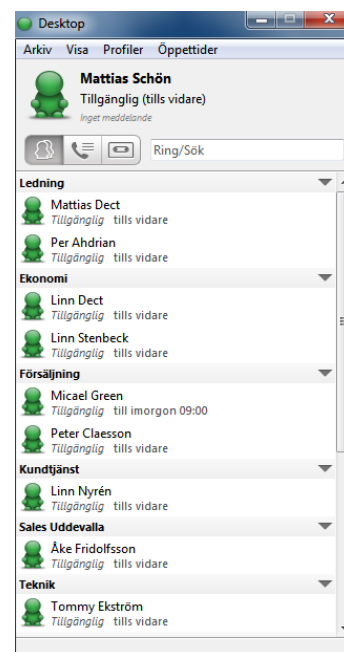 Desktop
Arkiv Visa Profiler Öppettider
Mattias Schön
Tillgänglig (tills vidare)
Inget meddelande
Ring/Sök
Ledning
Mattias Dect
Tillgänglig tills vidare
Per Ahdrian
Tillgänglig tills vidare
Ekonomi
Linn Dect
Tillgänglig tills vidare
Linn Stenbeck
Tillgänglig tills vidare
Försäljning
Micael Green
Tillgänglig till imorgon 09:00
Peter Claesson
Tillgänglig tills vidare
Kundtjänst
Linn Nyrén
Tillgänglig tills vidare
Sales Uddevalla
Åke Fridolfsson
Tillgänglig tills vidare
Teknik
Tommy Ekström
Tillgänglig tills vidare